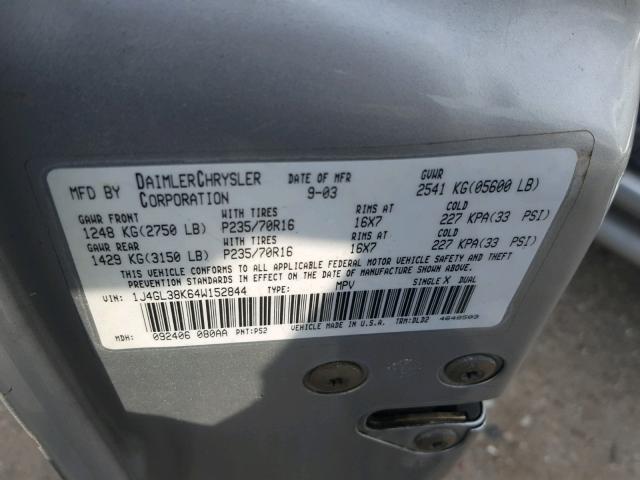 MFD BY DAIMLERCHRYSLER CORPORATION DATE OF MFR 9-03 GVWR 2541 KG(05600 LB)
GAWR FRONT WITH TIRES RIMS AT COLD
1248 KG(2750 LB) P235/70R16 16X7 227 KPA(33 PSI)
GAWR REAR WITH TIRES RIMS AT COLD
1429 KG(3150 LB) P235/70R16 16X7 227 KPA(33 PSI)
THIS VEHICLE CONFORMS TO ALL APPLICABLE FEDERAL MOTOR VEHICLE SAFETY AND THEFT
PREVENTION STANDARDS IN EFFECT ON THE DATE OF MANUFACTURE SHOWN ABOVE.
VIN: 1J4GL38K64W152844 TYPE: MPV SINGLE X DUAL
MDH: 092406 080AA PNT:PS2 VEHICLE MADE IN U.S.A. TRM:DLD2 4648503